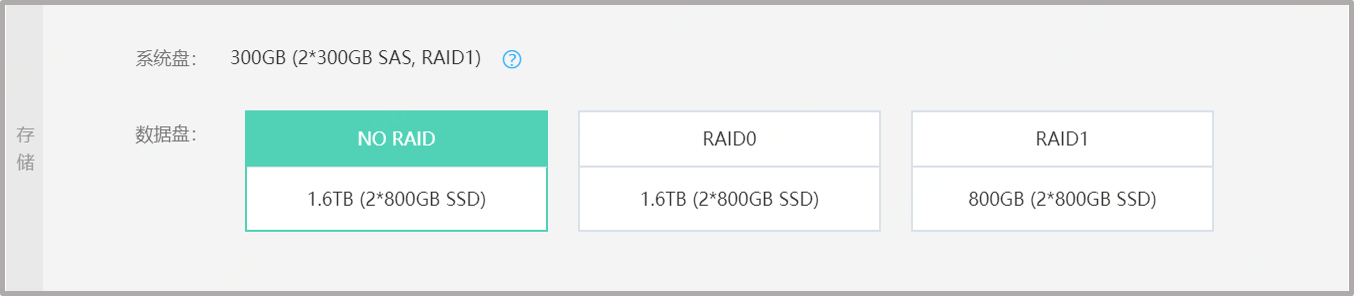 存储
系统盘： 300GB (2*300GB SAS, RAID1) ?
数据盘： NO RAID RAID0 RAID1
1.6TB (2*800GB SSD) 1.6TB (2*800GB SSD) 800GB (2*800GB SSD)